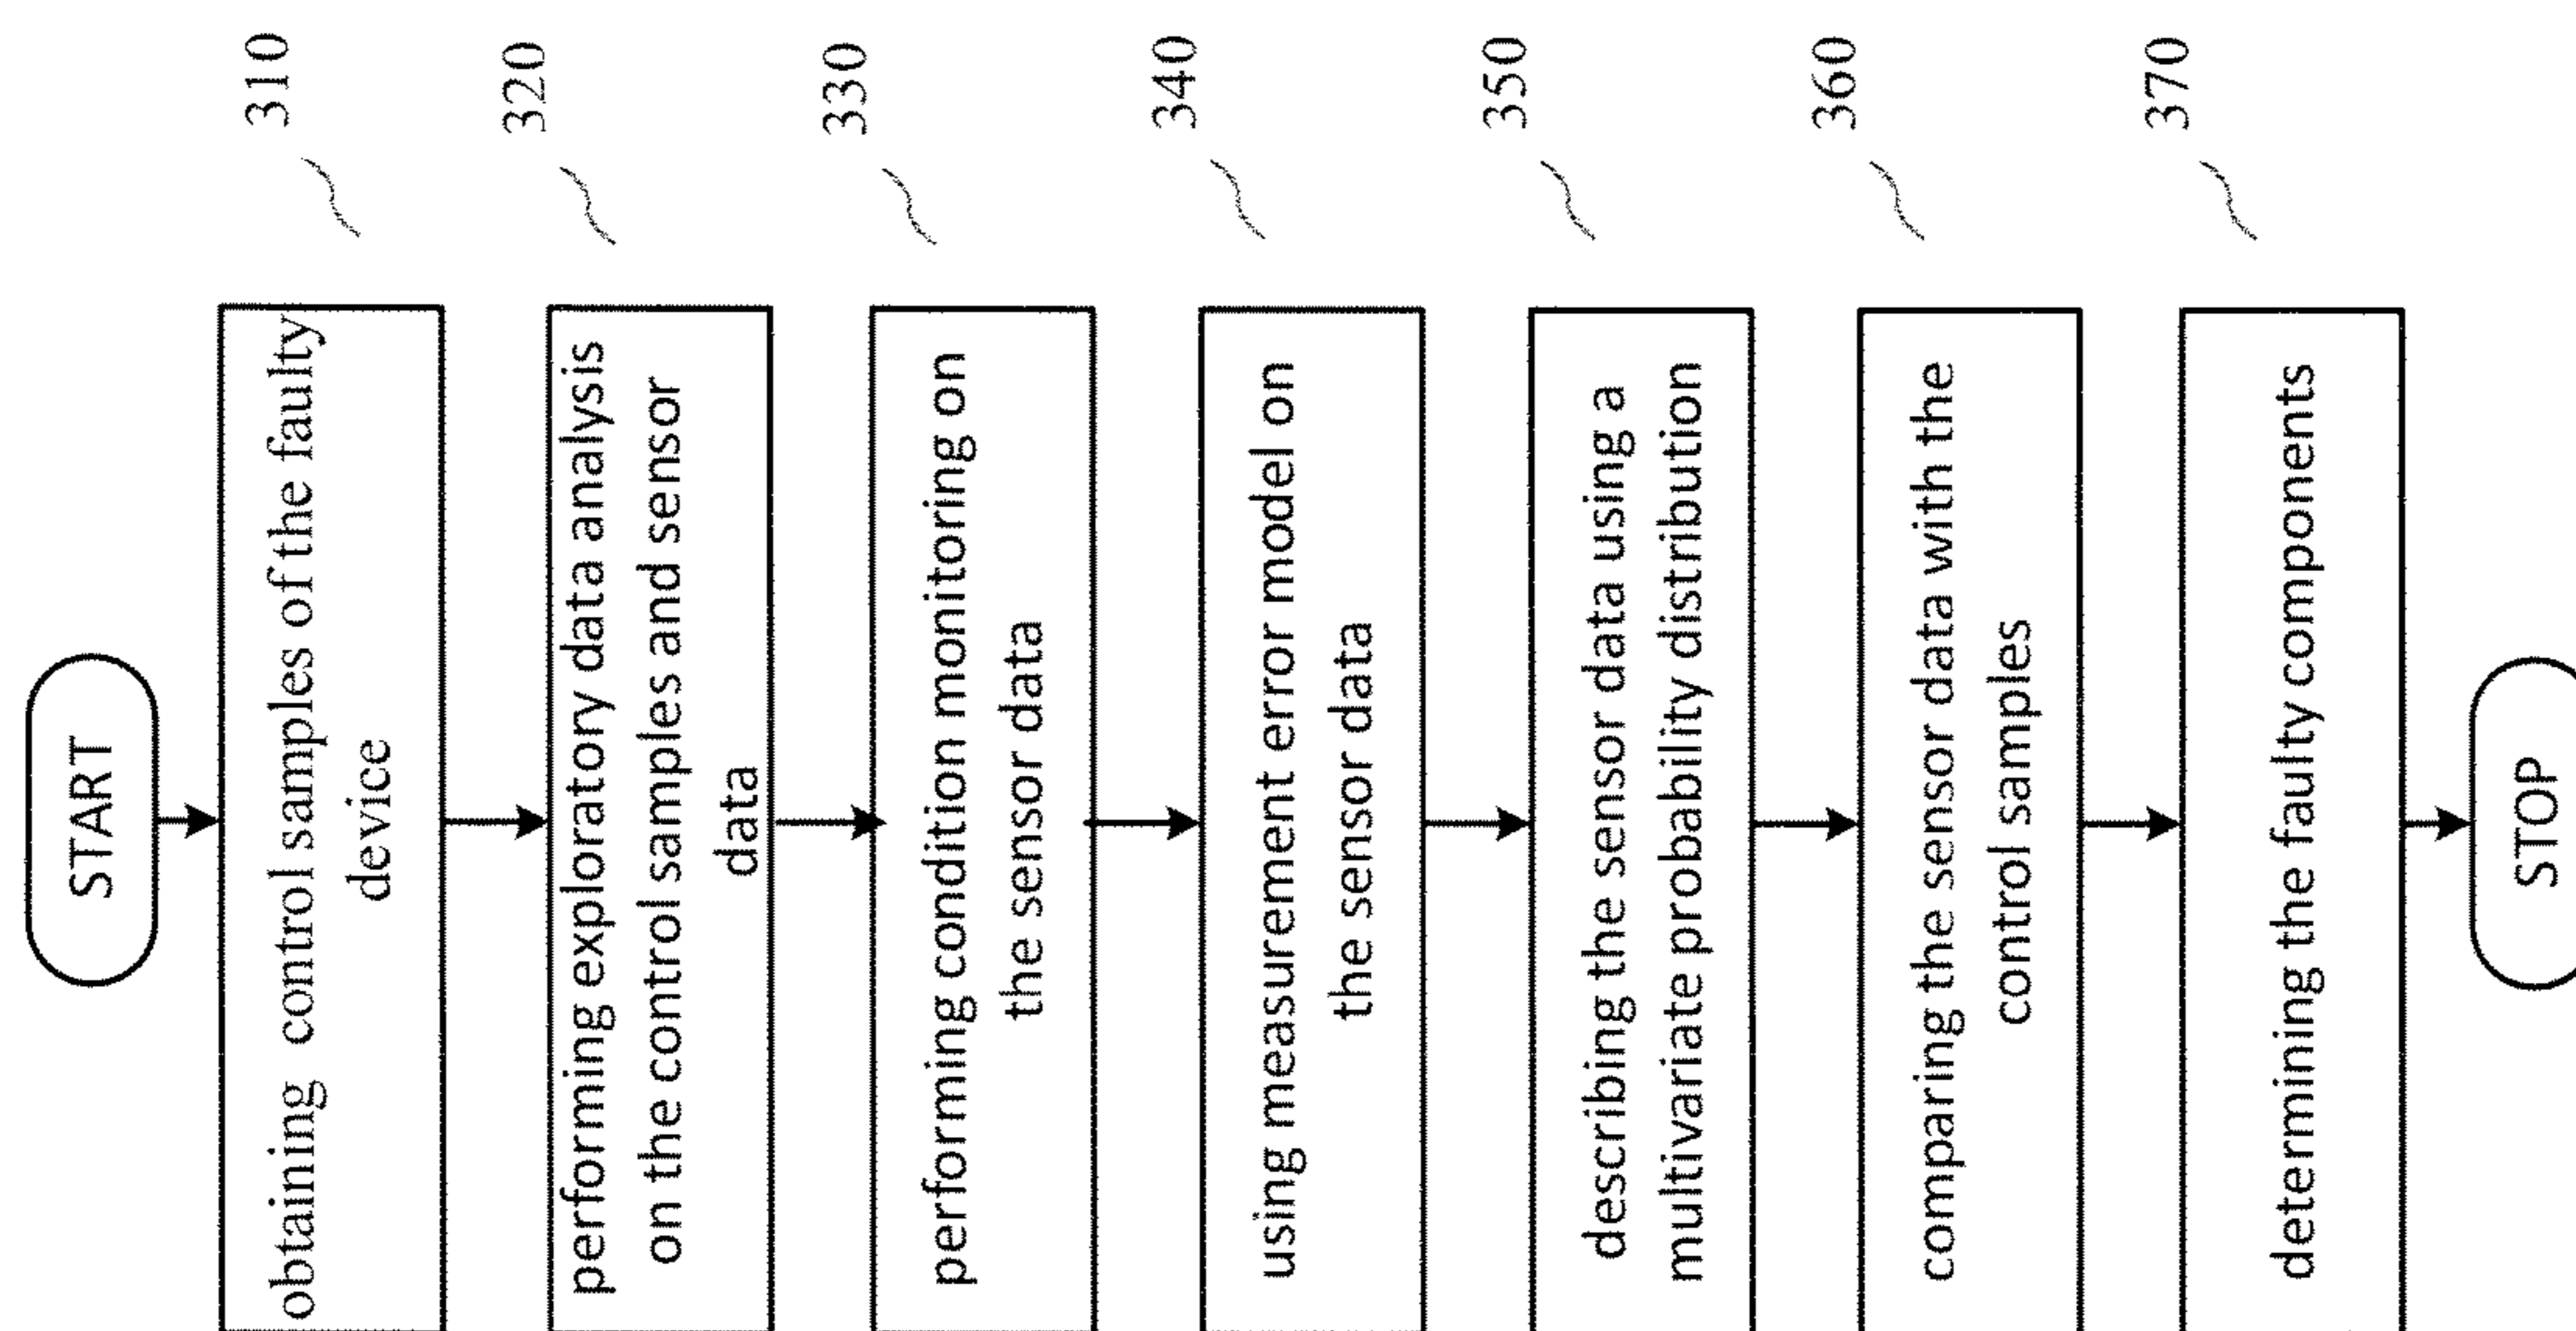 START
310
obtaining control samples of the faulty
device
320
performing exploratory data analysis
on the control samples and sensor
data
330
performing condition monitoring on
the sensor data
340
using measurement error model on
the sensor data
350
describing the sensor data using a
multivariate probability distribution
360
comparing the sensor data with the
control samples
370
determining the faulty components
STOP